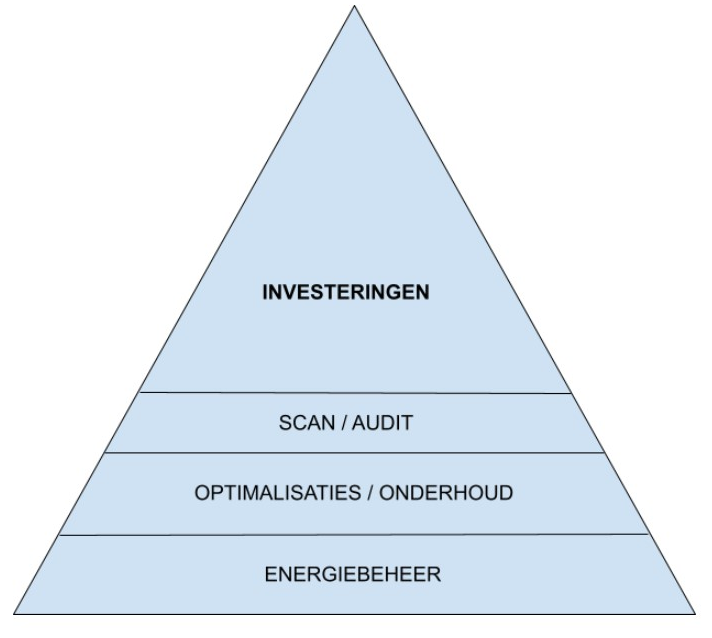 INVESTERINGEN
SCAN / AUDIT
OPTIMALISATIES / ONDERHOUD
ENERGIEBEHEER